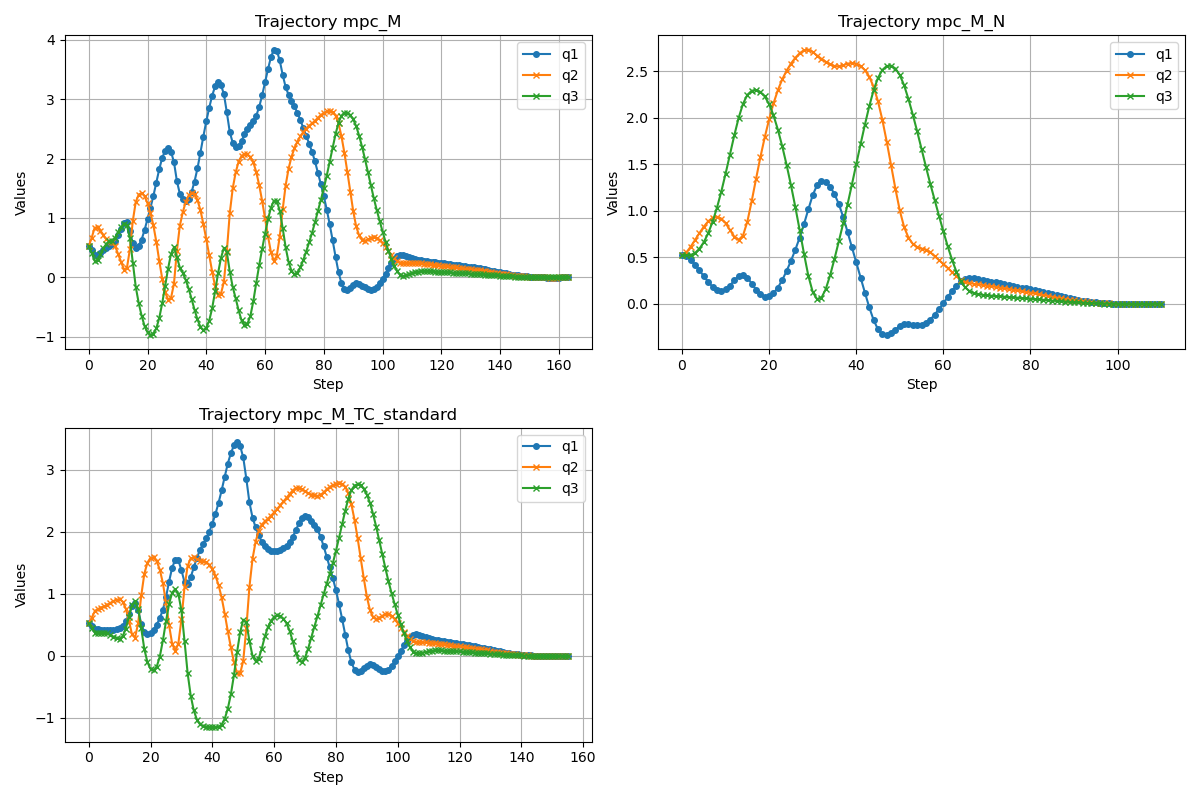 Trajectory mpc_M
4
3
2
1
0
−1
Values
q1
q2
q3
0 20 40 60 80 100 120 140 160
Step
Trajectory mpc_M_N
2.5
2.0
1.5
1.0
0.5
0.0
Values
q1
q2
q3
0 20 40 60 80 100
Step
Trajectory mpc_M_TC_standard
3
2
1
0
−1
Values
q1
q2
q3
0 20 40 60 80 100 120 140 160
Step